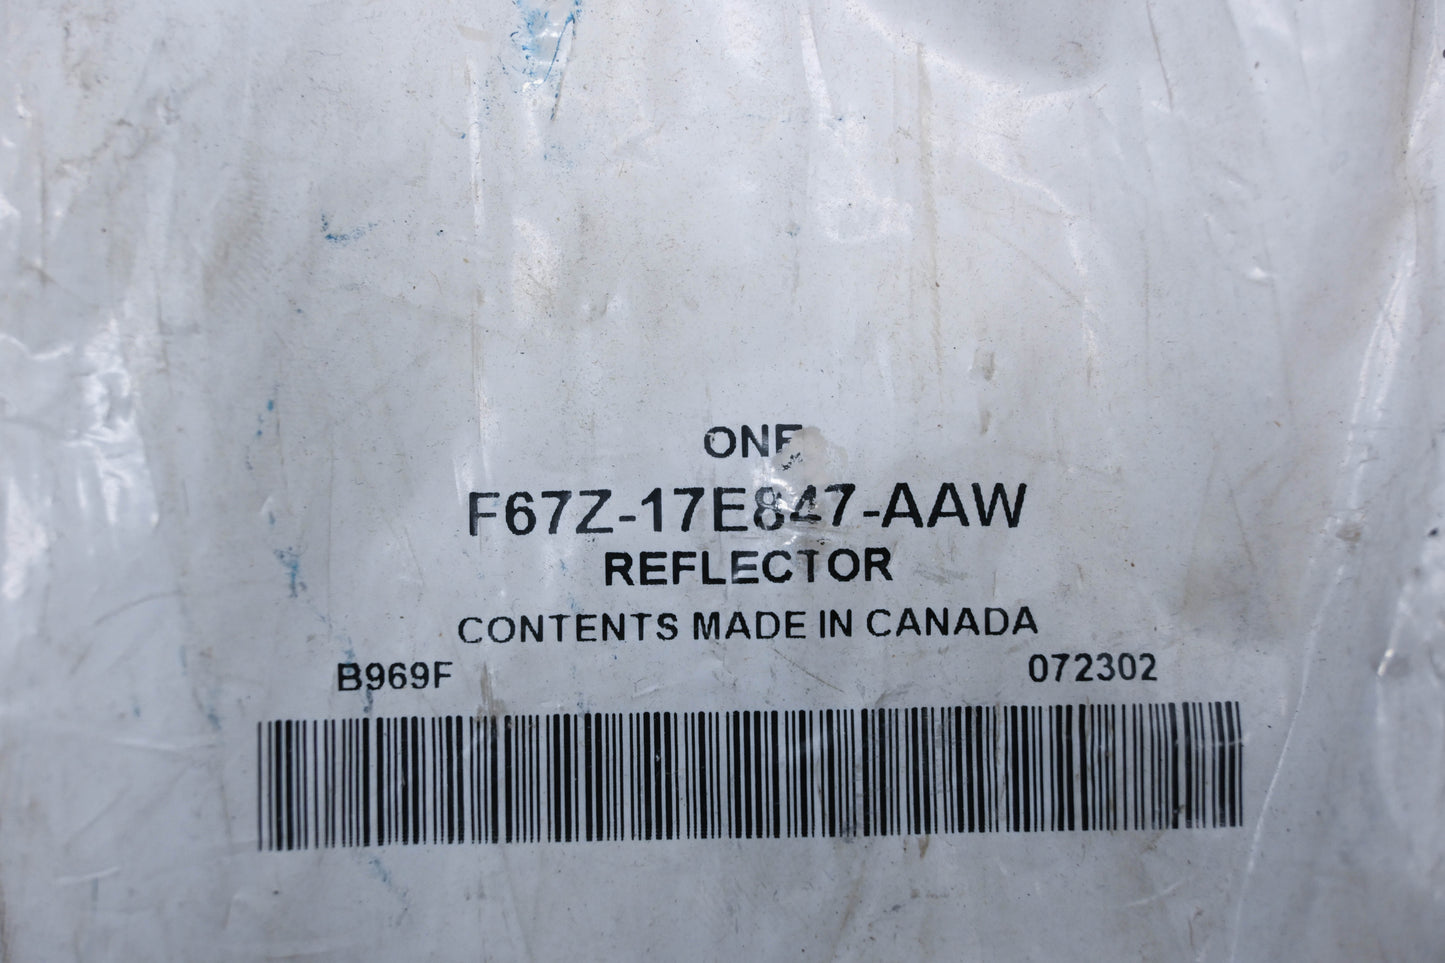 ONE
F67Z-17E847-AAW
REFLECTOR
CONTENTS MADE IN CANADA
B969F 072302